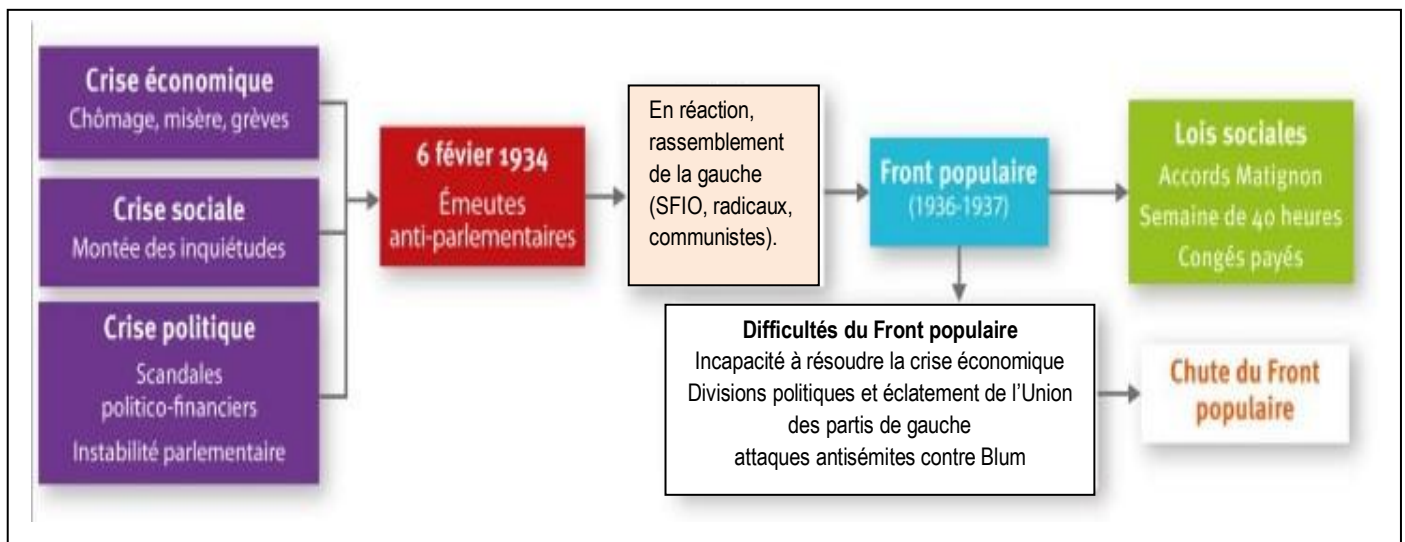 Crise économique
Chômage, misère, grèves
Crise sociale
Montée des inquiétudes
Crise politique
Scandales
politico-financiers
Instabilité parlementaire
6 févier 1934
Émeutes
anti-parlementaires
En réaction,
rassemblement
de la gauche
(SFIO, radicaux,
communistes).
Front populaire
(1936-1937)
Lois sociales
Accords Matignon
Semaine de 40 heures
Congés payés
Difficultés du Front populaire
Incapacité à résoudre la crise économique
Divisions politiques et éclatement de l’Union
des partis de gauche
attaques antisémites contre Blum
Chute du Front
populaire